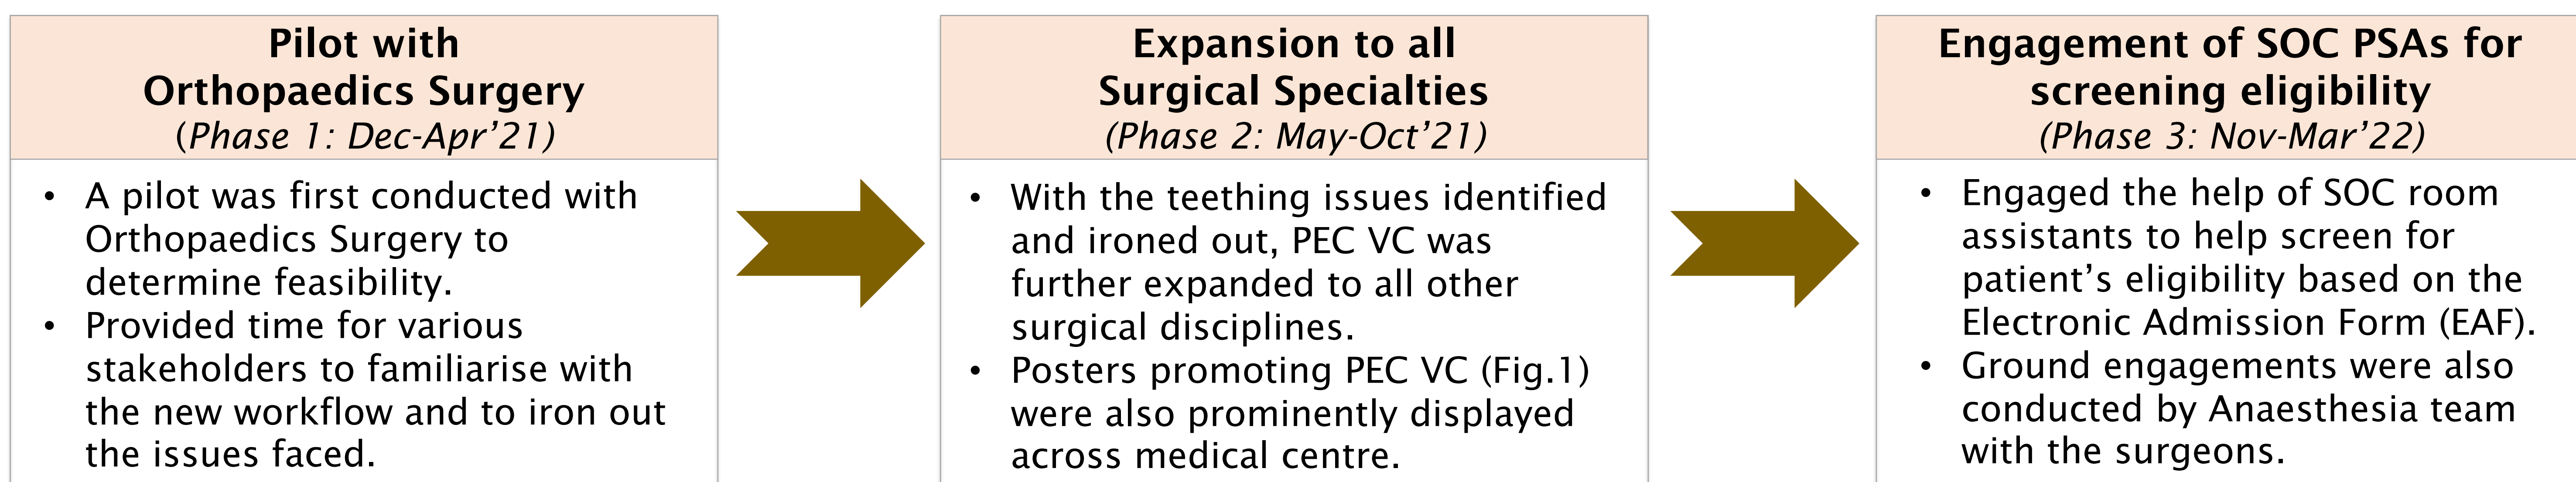 Pilot with
Orthopaedics Surgery
(Phase 1: Dec-Apr’21)
• A pilot was first conducted with
Orthopaedics Surgery to
determine feasibility.
• Provided time for various
stakeholders to familiarise with
the new workflow and to iron out
the issues faced.
Expansion to all
Surgical Specialties
(Phase 2: May-Oct’21)
• With the teething issues identified
and ironed out, PEC VC was
further expanded to all other
surgical disciplines.
• Posters promoting PEC VC (Fig.1)
were also prominently displayed
across medical centre.
Engagement of SOC PSAs for
screening eligibility
(Phase 3: Nov-Mar’22)
• Engaged the help of SOC room
assistants to help screen for
patient’s eligibility based on the
Electronic Admission Form (EAF).
• Ground engagements were also
conducted by Anaesthesia team
with the surgeons.